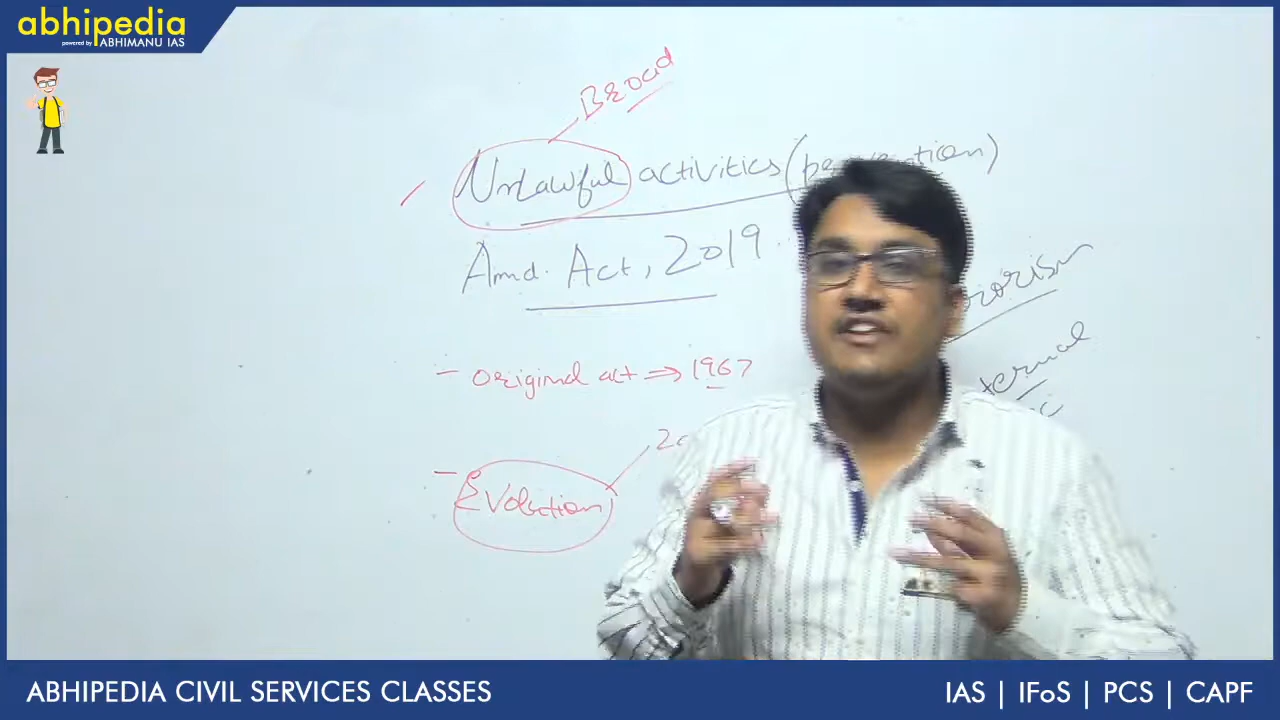 abhipedia
powered by ABHIMANU IAS
Broad
Unlawful activities (
Amd. Act, 2019
- original act ⇒ 1967
- Evolution
ABHIPEDIA CIVIL SERVICES CLASSES
IAS | IFoS | PCS | CAPF